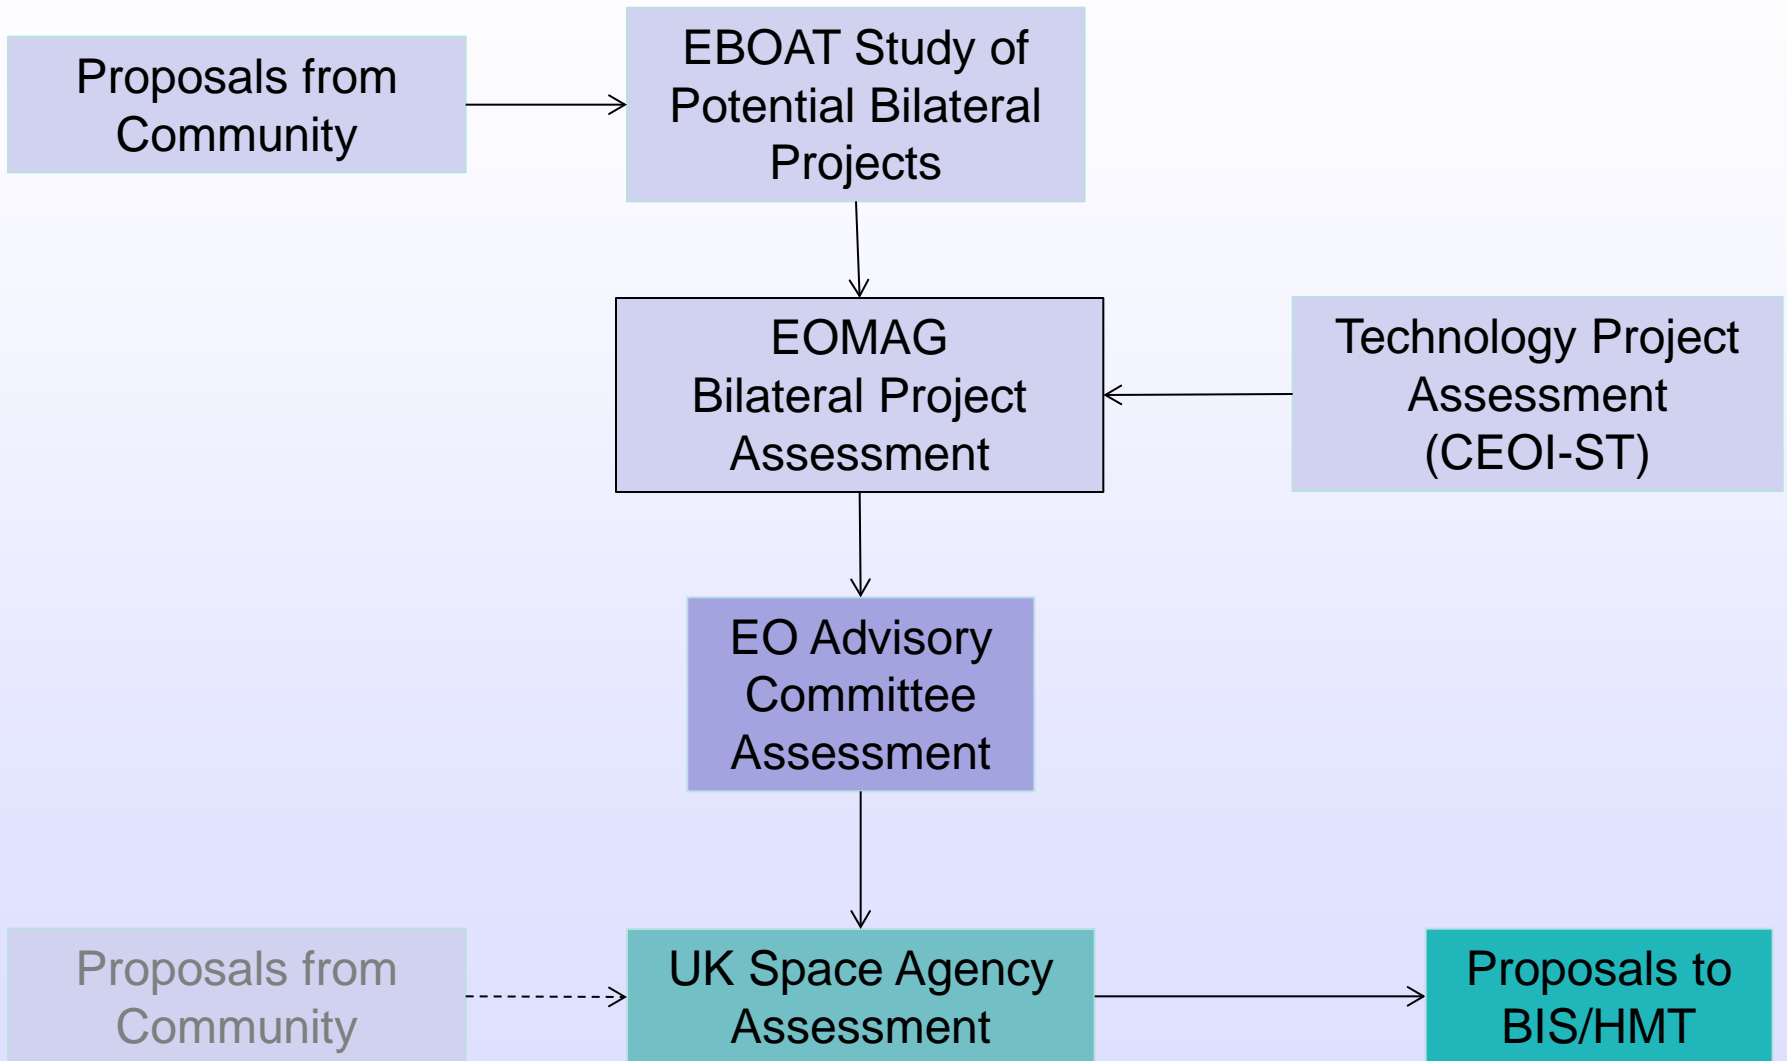 Proposals from
Community
EBOAT Study of
Potential Bilateral
Projects
EOMAG
Bilateral Project
Assessment
Technology Project
Assessment
(CEOI-ST)
EO Advisory
Committee
Assessment
Proposals from
Community
UK Space Agency
Assessment
Proposals to
BIS/HMT